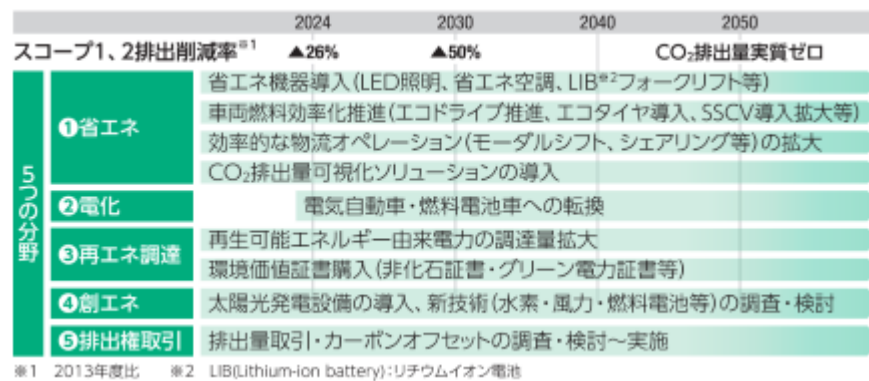 2024 2030 2040 2050
スコープ1、2排出削減率※1 ▲26% ▲50% CO₂排出量実質ゼロ
5つの分野
❶省エネ
省エネ機器導入(LED照明、省エネ空調、LIB※2フォークリフト等)
車両燃料効率化推進(エコドライブ推進、エコタイヤ導入、SSCV導入拡大等)
効率的な物流オペレーション(モーダルシフト、シェアリング等)の拡大
CO₂排出量可視化ソリューションの導入
❷電化
電気自動車・燃料電池車への転換
❸再エネ調達
再生可能エネルギー由来電力の調達量拡大
環境価値証書購入(非化石証書・グリーン電力証書等)
❹創エネ
太陽光発電設備の導入、新技術(水素・風力・燃料電池等)の調査・検討
❺排出権取引
排出量取引・カーボンオフセットの調査・検討～実施
※1 2013年度比 ※2 LIB(Lithium-ion battery):リチウムイオン電池